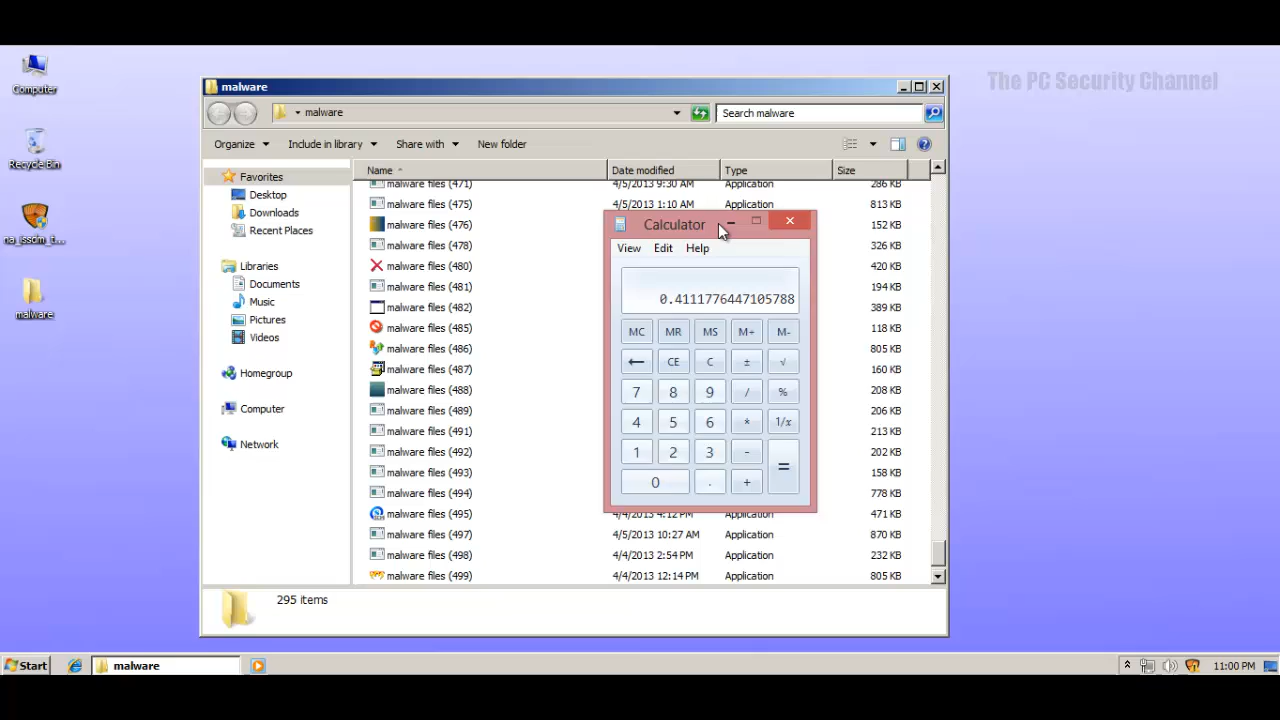 The PC Security Channel
Computer
Recycle Bin
na_issdm_t...
malware
malware
malware
Search malware
Organize
Include in library
Share with
New folder
Name
Date modified
Type
Size
Favorites
Desktop
Downloads
Recent Places
Libraries
Documents
Music
Pictures
Videos
Homegroup
Computer
Network
malware files (471) 4/5/2013 9:30 AM Application 286 KB
malware files (475) 4/5/2013 1:10 AM Application 813 KB
malware files (476) 152 KB
malware files (478) 326 KB
malware files (480) 420 KB
malware files (481) 194 KB
malware files (482) 389 KB
malware files (485) 118 KB
malware files (486) 805 KB
malware files (487) 160 KB
malware files (488) 208 KB
malware files (489) 206 KB
malware files (491) 213 KB
malware files (492) 202 KB
malware files (493) 158 KB
malware files (494) 778 KB
malware files (495) 4/4/2013 4:12 PM Application 471 KB
malware files (497) 4/5/2013 10:27 AM Application 870 KB
malware files (498) 4/4/2013 2:54 PM Application 232 KB
malware files (499) 4/4/2013 12:14 PM Application 805 KB
Calculator
View Edit Help
0.4111776447105788
MC MR MS M+ M-
← CE C ± √
7 8 9 / %
4 5 6 * 1/x
1 2 3 - =
0 . +
295 items
Start
malware
11:00 PM